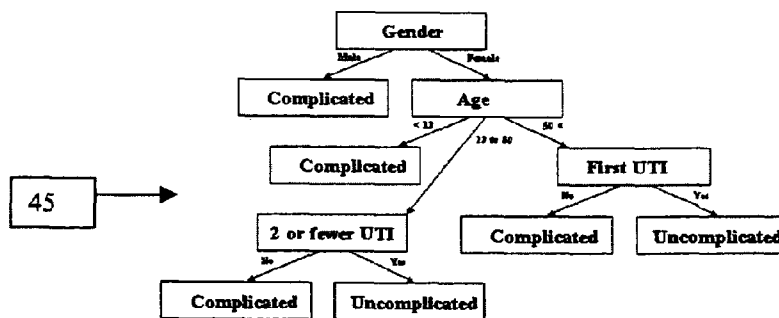 Gender
Male
Female
Complicated
Age
< 13
13 to 50
50 <
Complicated
First UTI
45
No
Yes
2 or fewer UTI
Complicated
Uncomplicated
No
Yes
Complicated
Uncomplicated